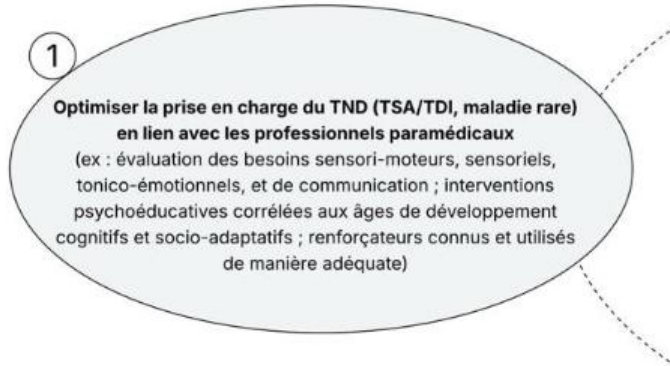 1
Optimiser la prise en charge du TND (TSA/TDI, maladie rare)
en lien avec les professionnels paramédicaux
(ex : évaluation des besoins sensori-moteurs, sensoriels,
tonico-émotionnels, et de communication ; interventions
psychoéducatives corrélées aux âges de développement
cognitifs et socio-adaptatifs ; renforçateurs connus et utilisés
de manière adéquate)